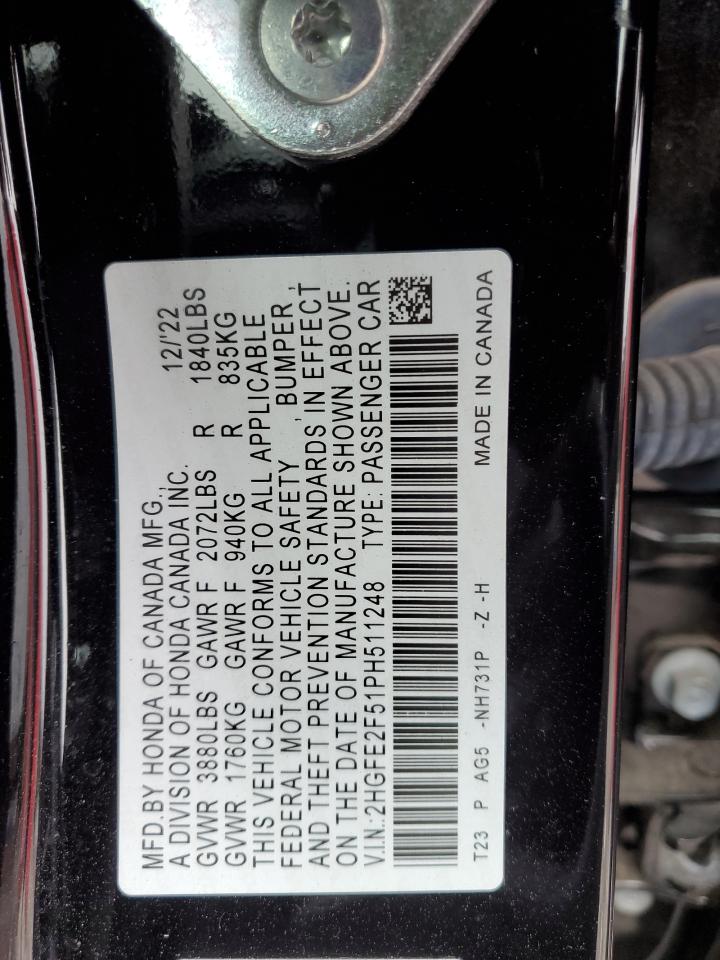 MFD.BY HONDA OF CANADA MFG., 12/'22
A DIVISION OF HONDA CANADA INC.
GVWR 3880LBS GAWR F 2072LBS R 1840LBS
GVWR 1760KG GAWR F 940KG R 835KG
THIS VEHICLE CONFORMS TO ALL APPLICABLE
FEDERAL MOTOR VEHICLE SAFETY , BUMPER ,
AND THEFT PREVENTION STANDARDS IN EFFECT
ON THE DATE OF MANUFACTURE SHOWN ABOVE.
V.I.N:2HGFE2F51PH511248 TYPE: PASSENGER CAR
T23 P AG5 -NH731P -Z -H MADE IN CANADA